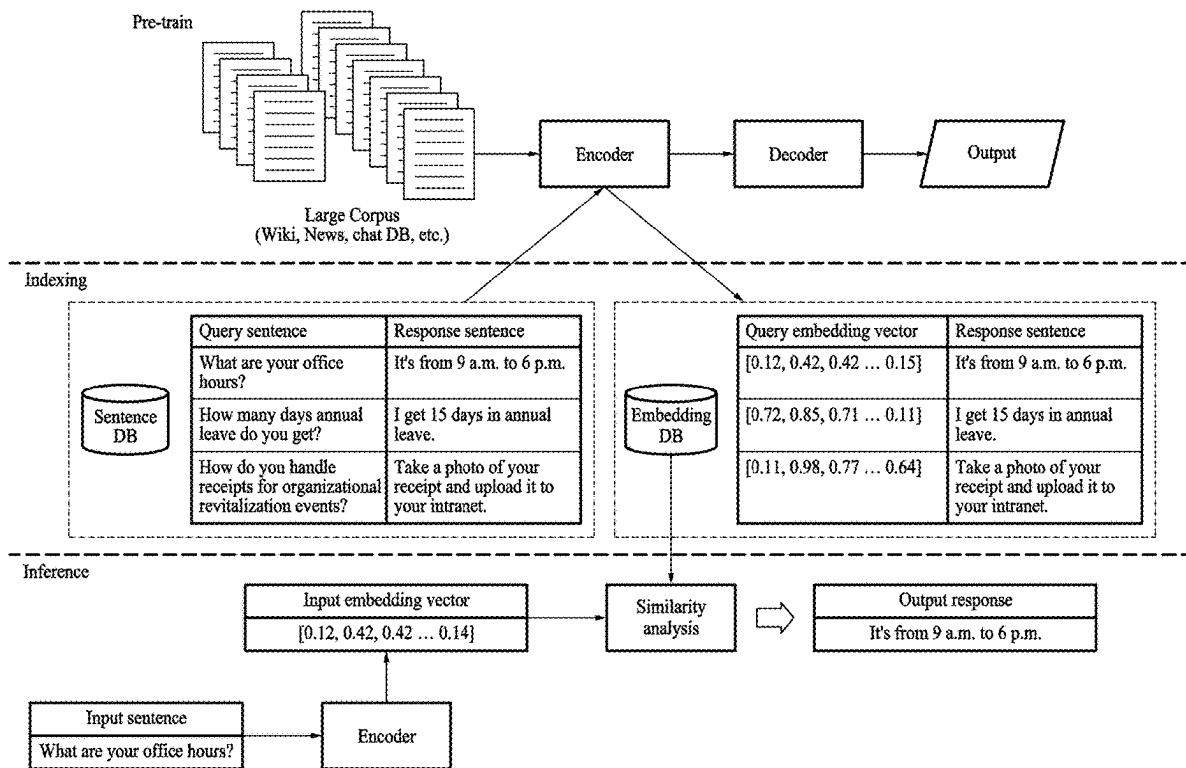 Pre-train
Encoder
Decoder
Output
Large Corpus
(Wiki, News, chat DB, etc.)
Indexing
Sentence
DB
Query sentence
Response sentence
What are your office
hours?
It's from 9 a.m. to 6 p.m.
How many days annual
leave do you get?
I get 15 days in annual
leave.
How do you handle
receipts for organizational
revitalization events?
Take a photo of your
receipt and upload it to
your intranet.
Embedding
DB
Query embedding vector
Response sentence
[0.12, 0.42, 0.42 … 0.15}
It's from 9 a.m. to 6 p.m.
[0.72, 0.85, 0.71 … 0.11}
I get 15 days in annual
leave.
[0.11, 0.98, 0.77 … 0.64}
Take a photo of your
receipt and upload it to
your intranet.
Inference
Input embedding vector
[0.12, 0.42, 0.42 … 0.14}
Similarity
analysis
Output response
It's from 9 a.m. to 6 p.m.
Input sentence
What are your office hours?
Encoder